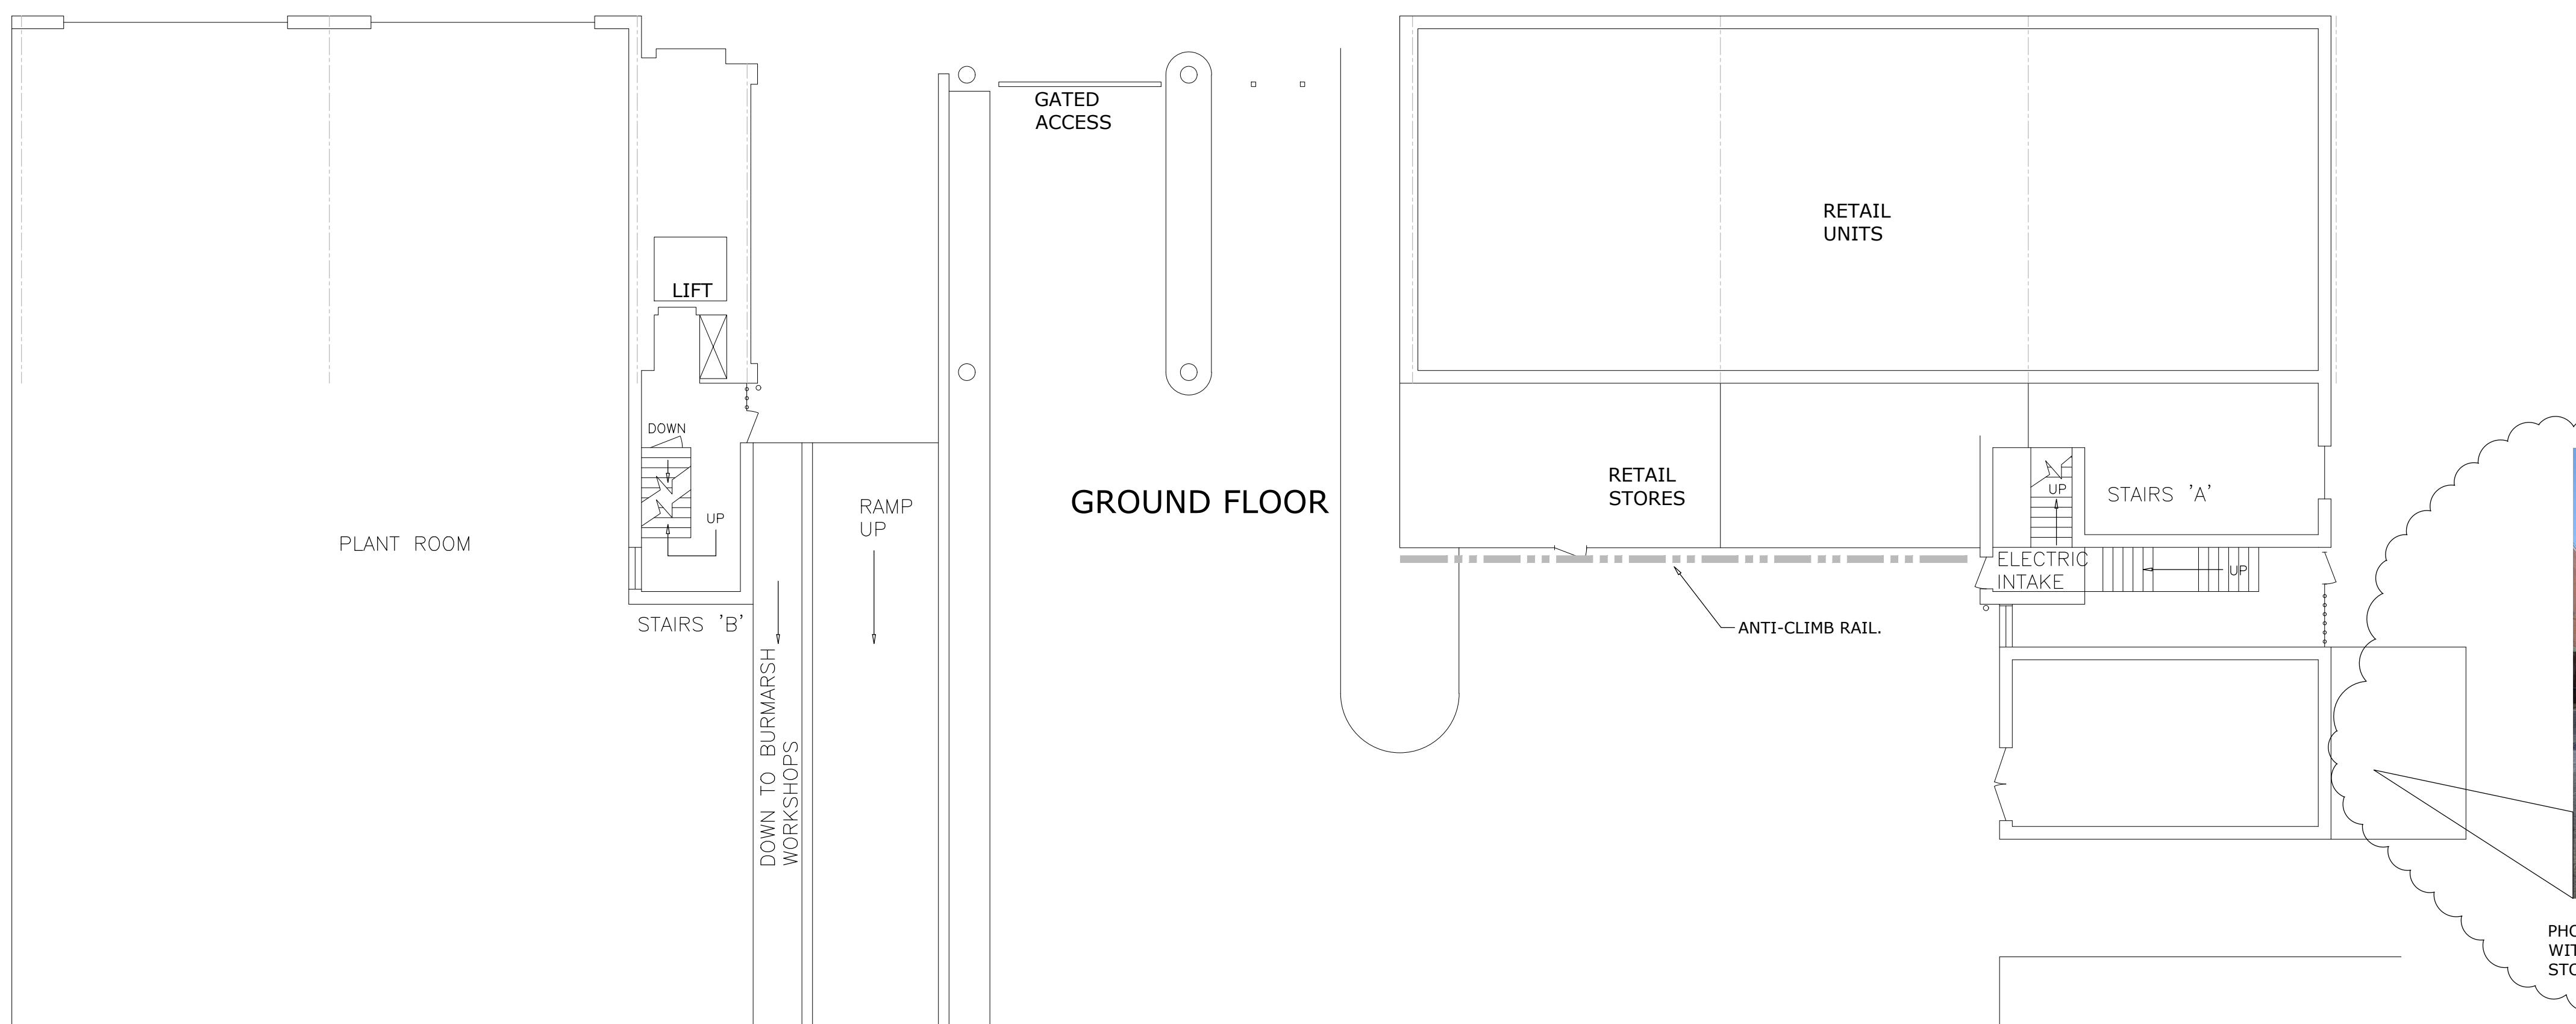 GATED
ACCESS
RETAIL
UNITS
LIFT
DOWN
UP
RAMP
UP
GROUND FLOOR
RETAIL
STORES
UP
STAIRS 'A'
PLANT ROOM
ELECTRIC
INTAKE
UP
STAIRS 'B'
ANTI-CLIMB RAIL.
DOWN TO BURMARSH
WORKSHOPS